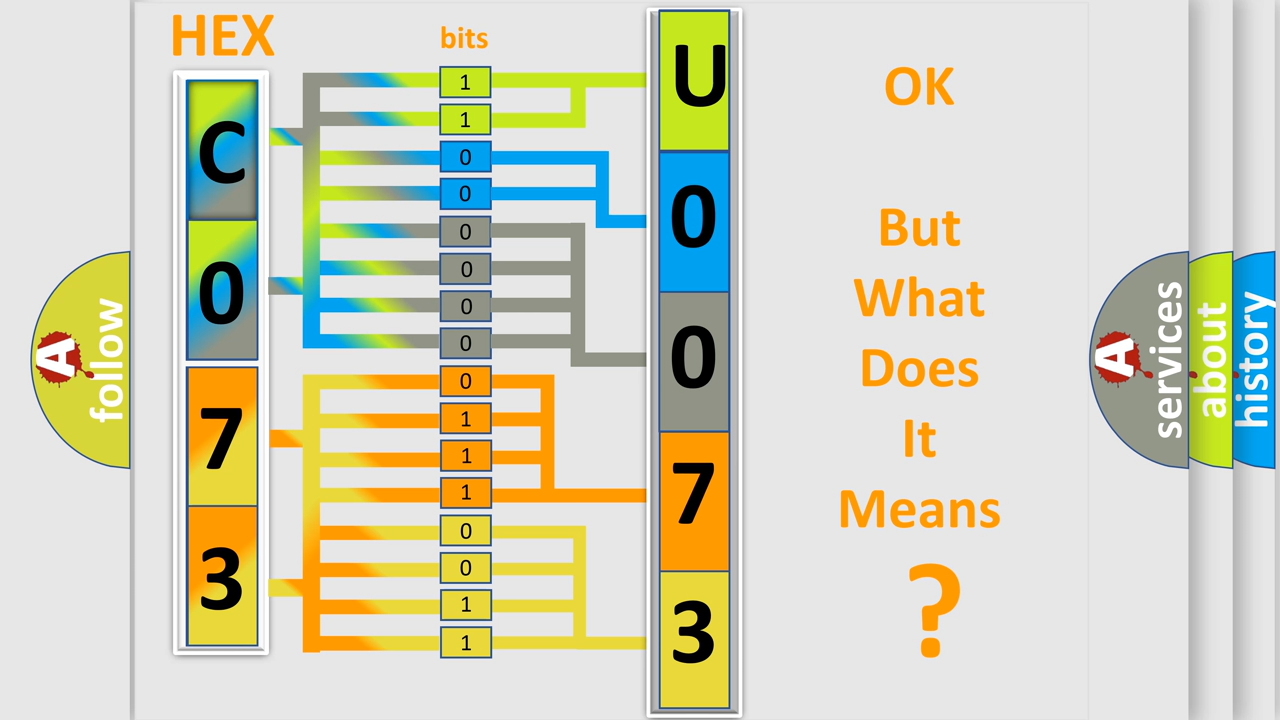 HEX
bits
C
0
7
3
1
1
0
0
0
0
0
0
0
1
1
1
0
0
1
1
U
0
0
7
3
OK
But
What
Does
It
Means
?
A
follow
A
services
about
history